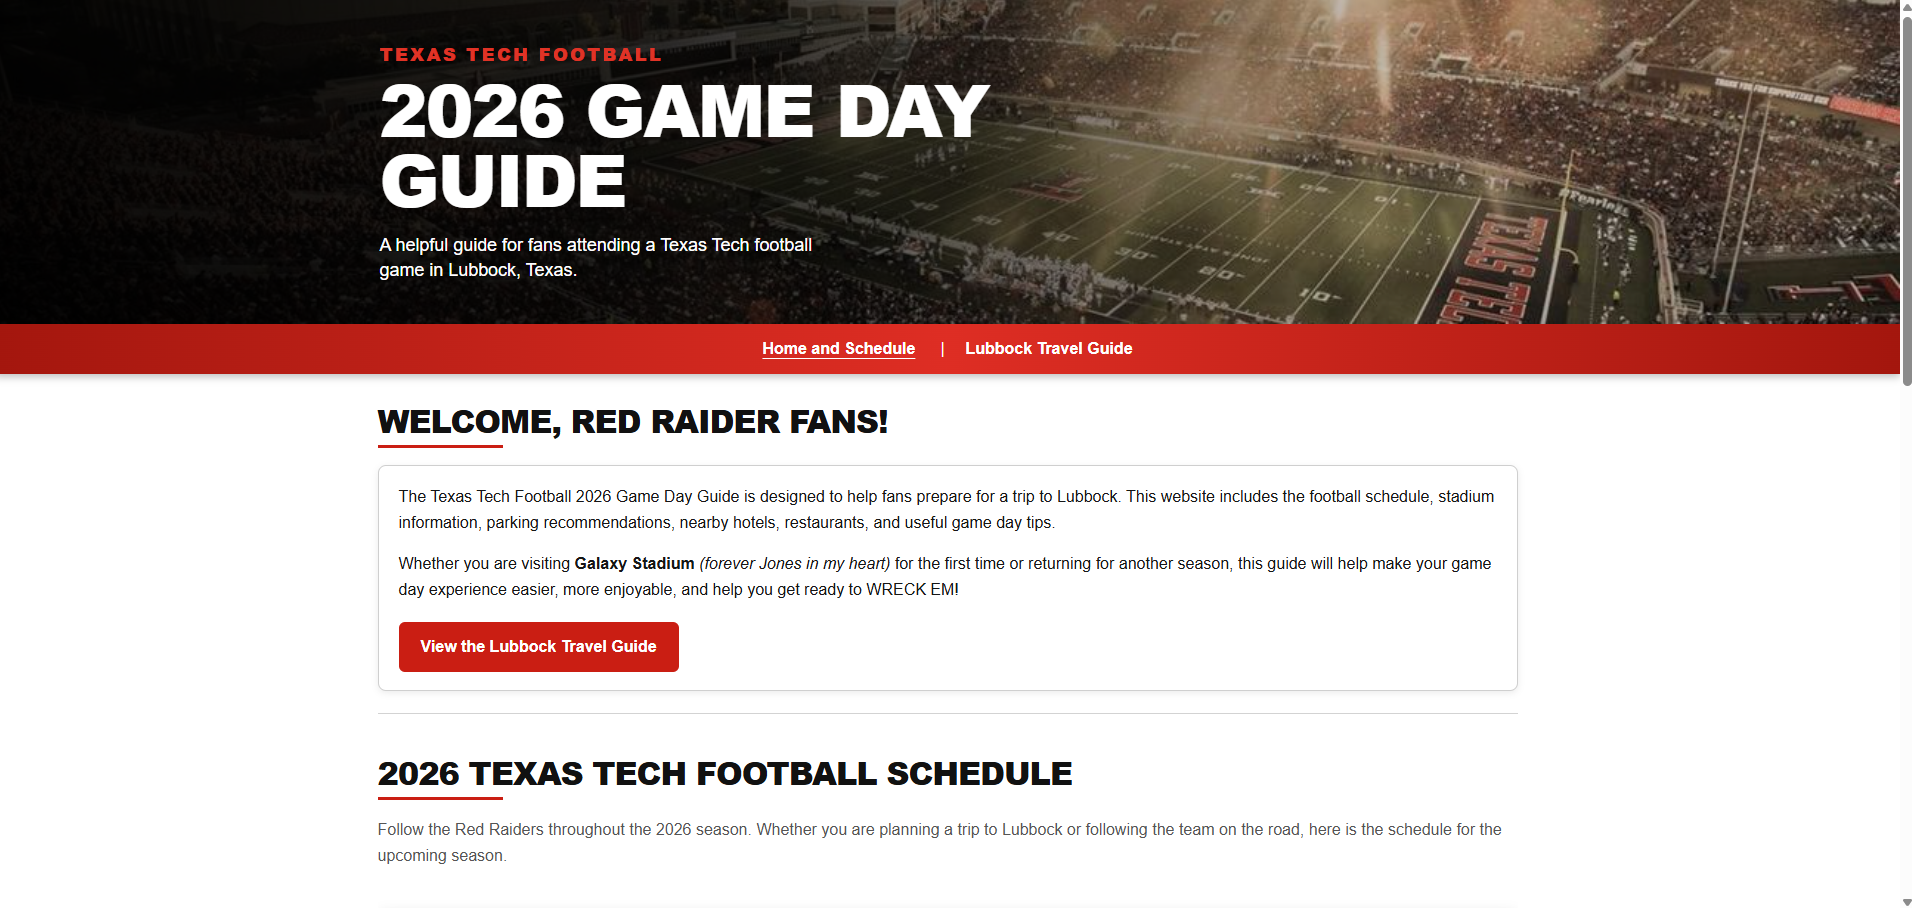 TEXAS TECH FOOTBALL
2026 GAME DAY
GUIDE
A helpful guide for fans attending a Texas Tech football
game in Lubbock, Texas.
THANK YOU FOR SUPPORTING
TEXAS TECH
Home and Schedule | Lubbock Travel Guide
WELCOME, RED RAIDER FANS!
The Texas Tech Football 2026 Game Day Guide is designed to help fans prepare for a trip to Lubbock. This website includes the football schedule, stadium
information, parking recommendations, nearby hotels, restaurants, and useful game day tips.
Whether you are visiting Galaxy Stadium (forever Jones in my heart) for the first time or returning for another season, this guide will help make your game
day experience easier, more enjoyable, and help you get ready to WRECK EM!
View the Lubbock Travel Guide
2026 TEXAS TECH FOOTBALL SCHEDULE
Follow the Red Raiders throughout the 2026 season. Whether you are planning a trip to Lubbock or following the team on the road, here is the schedule for the
upcoming season.